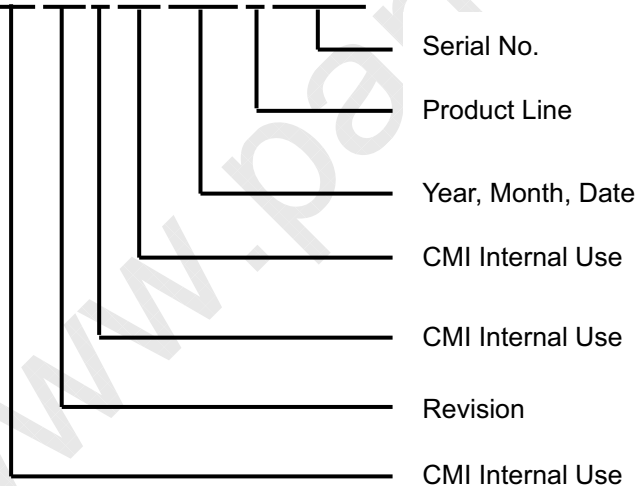 Serial No.
Product Line
Year, Month, Date
CMI Internal Use
CMI Internal Use
Revision
CMI Internal Use